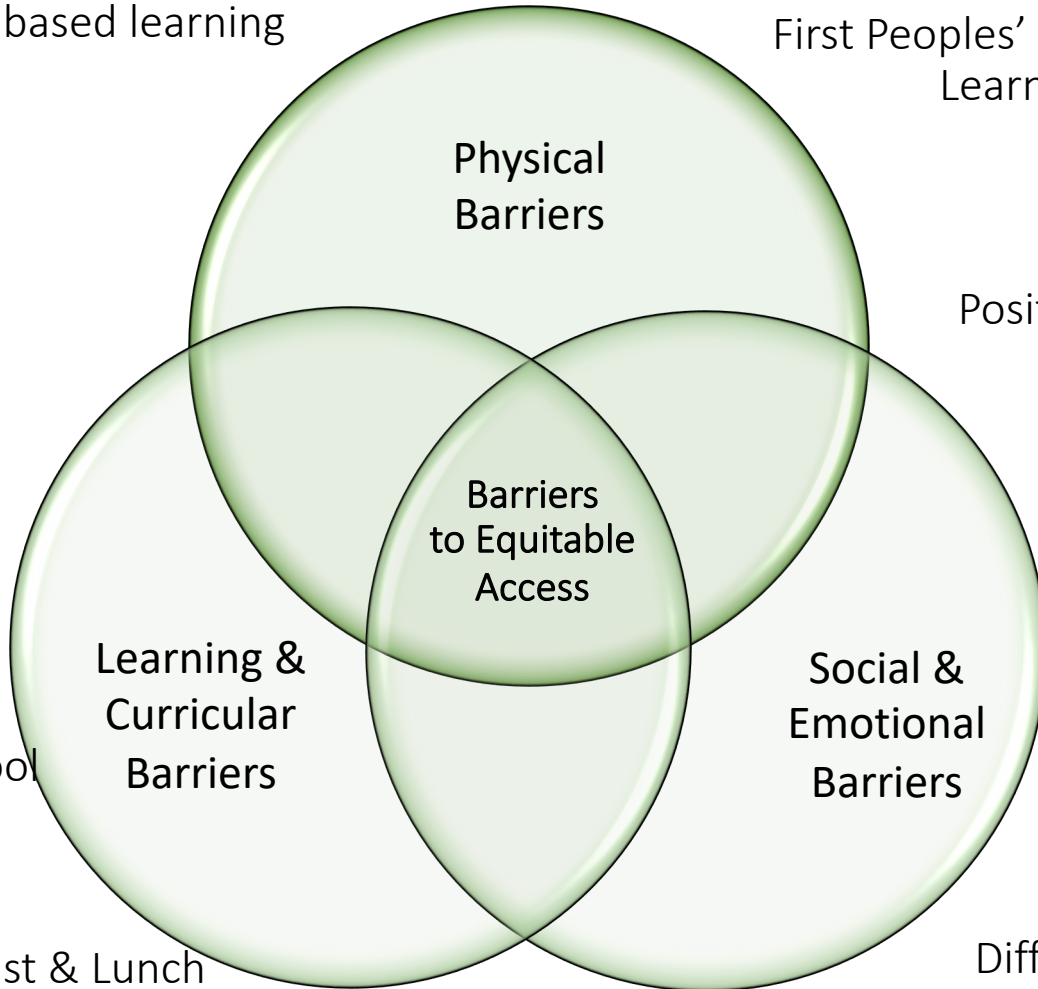 based learning
First Peoples’
Learn
Physical
Barriers
Posit
Barriers
to Equitable
Access
Learning &
Curricular
Barriers
Social &
Emotional
Barriers
ool
st & Lunch
Diff